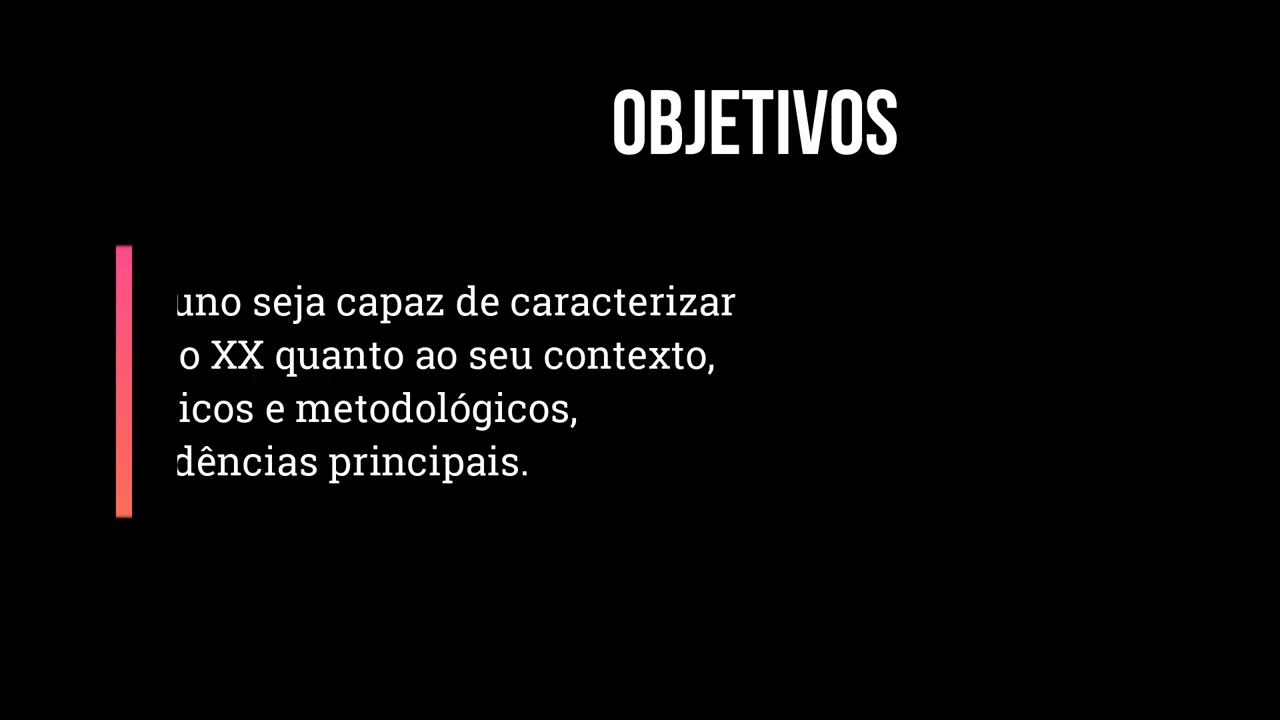 OBJETIVOS
uno seja capaz de caracterizar
o XX quanto ao seu contexto,
icos e metodológicos,
dências principais.